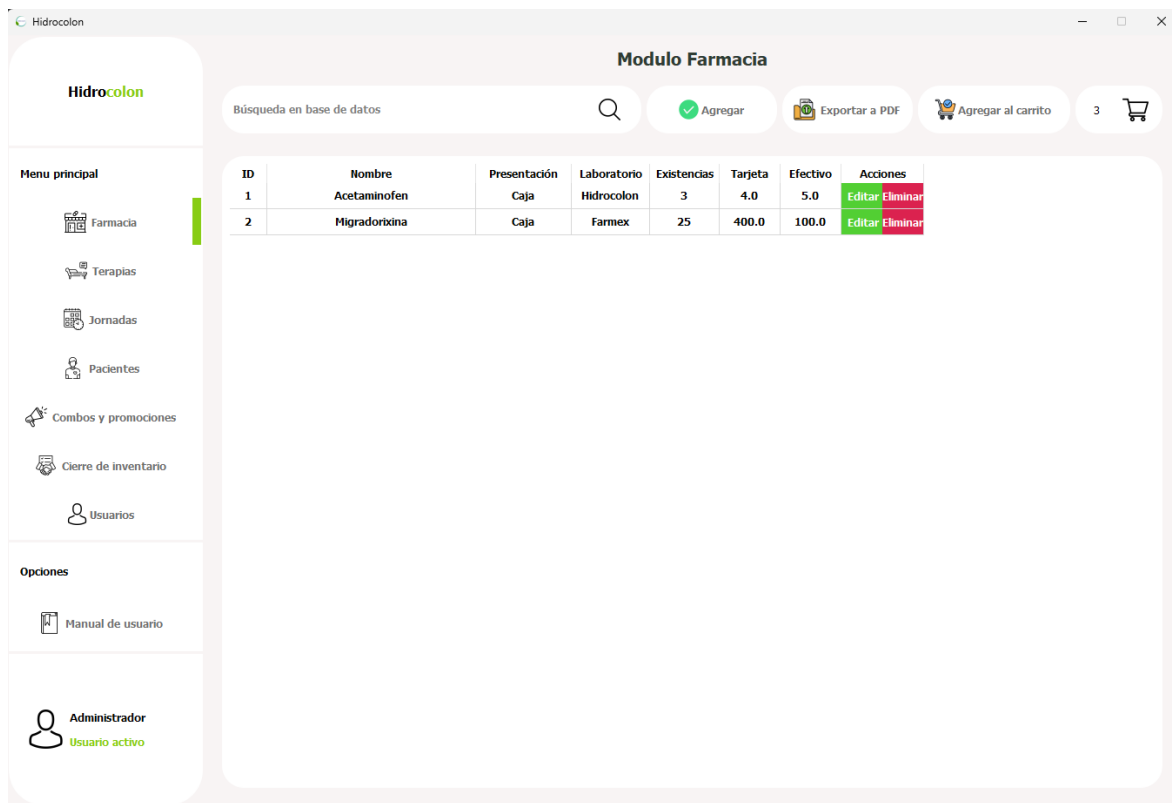 Hidrocolon
Modulo Farmacia
Hidrocolon
Búsqueda en base de datos
Agregar
Exportar a PDF
Agregar al carrito
3
Menu principal
Farmacia
Terapias
Jornadas
Pacientes
Combos y promociones
Cierre de inventario
Usuarios
Opciones
Manual de usuario
Administrador
Usuario activo
ID Nombre Presentación Laboratorio Existencias Tarjeta Efectivo Acciones
1 Acetaminofen Caja Hidrocolon 3 4.0 5.0 Editar Eliminar
2 Migradorixina Caja Farmex 25 400.0 100.0 Editar Eliminar